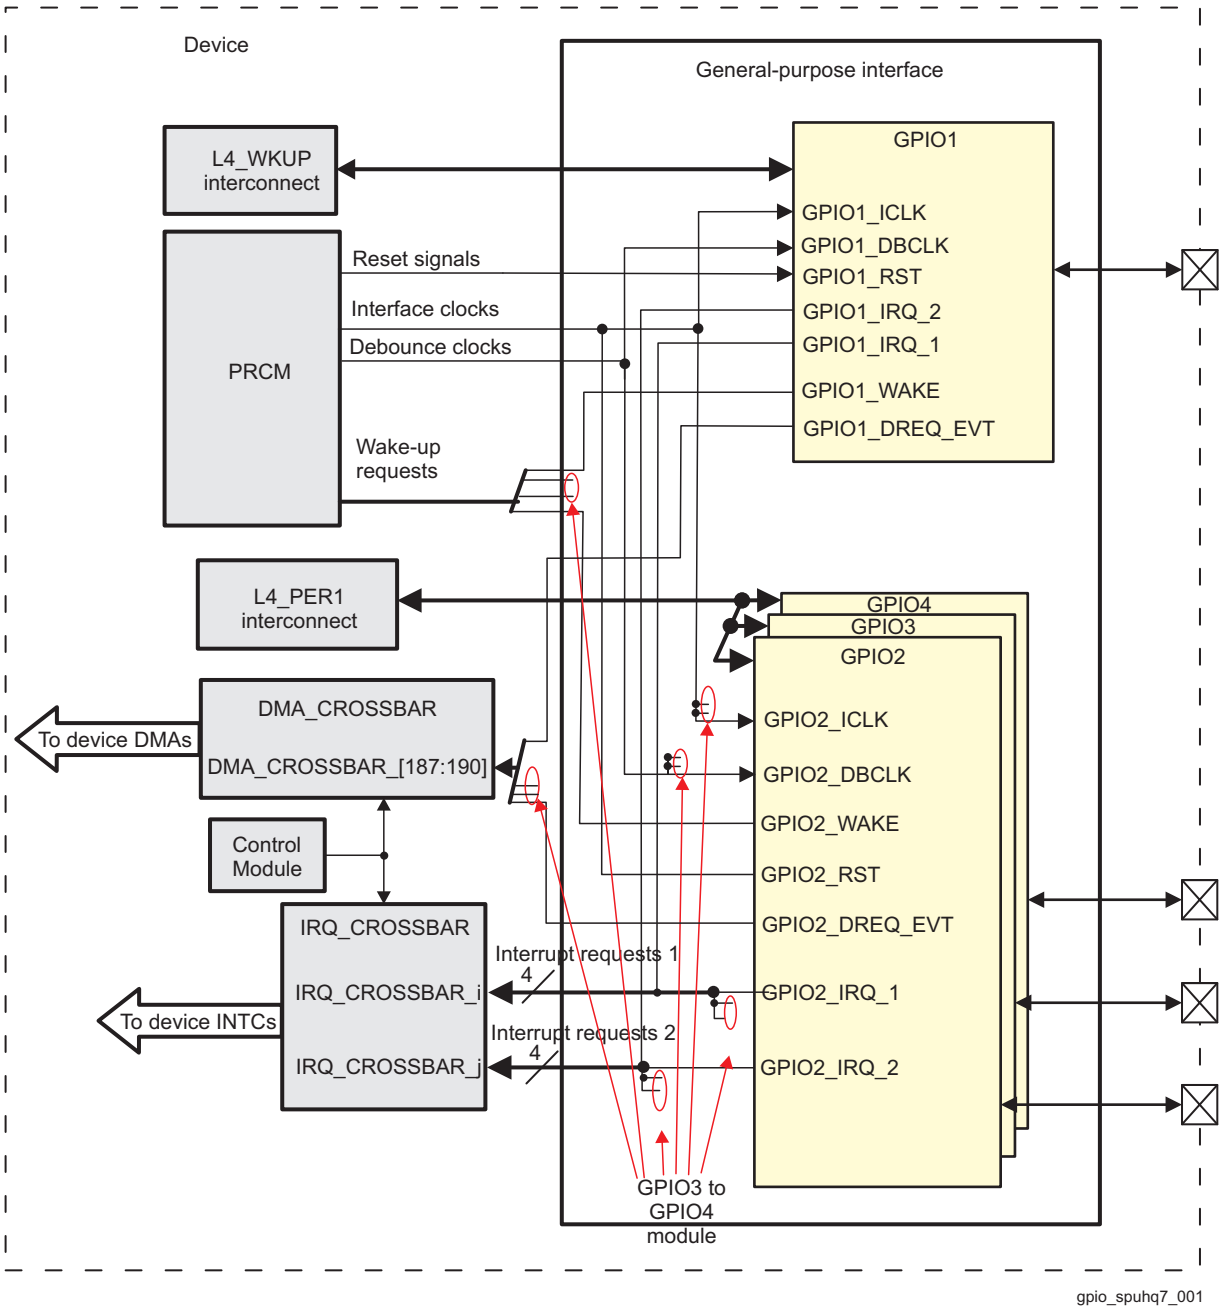 Device
General-purpose interface
GPIO1
L4_WKUP
interconnect
GPIO1_ICLK
GPIO1_DBCLK
Reset signals
GPIO1_RST
Interface clocks
GPIO1_IRQ_2
Debounce clocks
GPIO1_IRQ_1
PRCM
GPIO1_WAKE
GPIO1_DREQ_EVT
Wake-up
requests
L4_PER1
interconnect
GPIO4
GPIO3
GPIO2
DMA_CROSSBAR
GPIO2_ICLK
To device DMAs
DMA_CROSSBAR_[187:190]
GPIO2_DBCLK
GPIO2_WAKE
Control
Module
GPIO2_RST
IRQ_CROSSBAR
GPIO2_DREQ_EVT
Interrupt requests 1
4
IRQ_CROSSBAR_i
GPIO2_IRQ_1
To device INTCs
Interrupt requests 2
4
IRQ_CROSSBAR_j
GPIO2_IRQ_2
GPIO3 to
GPIO4
module
gpio_spuhq7_001